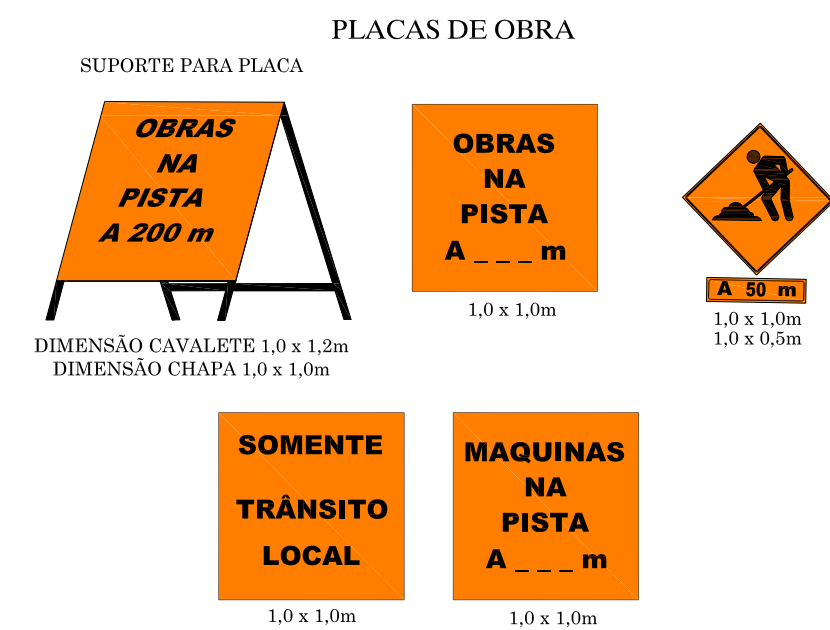 PLACAS DE OBRA
SUPORTE PARA PLACA
OBRAS
NA
PISTA
A 200 m
DIMENSÃO CAVALETE 1,0 x 1,2m
DIMENSÃO CHAPA 1,0 x 1,0m
OBRAS
NA
PISTA
A _ _ _ m
1,0 x 1,0m
A 50 m
1,0 x 1,0m
1,0 x 0,5m
SOMENTE
TRÂNSITO
LOCAL
1,0 x 1,0m
MAQUINAS
NA
PISTA
A _ _ _ m
1,0 x 1,0m